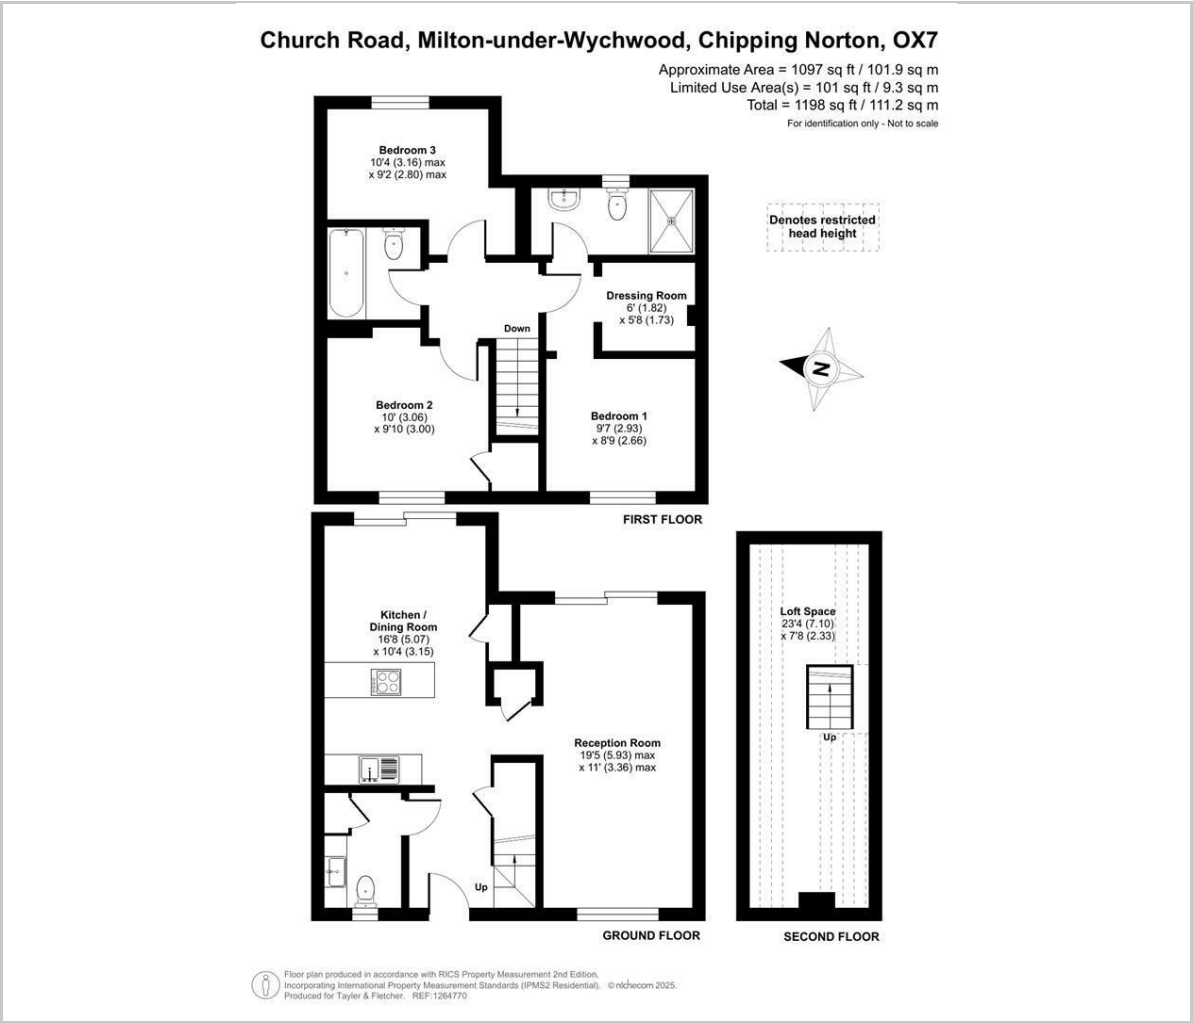 Church Road, Milton-under-Wychwood, Chipping Norton, OX7
Approximate Area = 1097 sq ft / 101.9 sq m
Limited Use Area(s) = 101 sq ft / 9.3 sq m
Total = 1198 sq ft / 111.2 sq m
For identification only - Not to scale
Bedroom 3
10'4 (3.16) max
x 9'2 (2.80) max
Denotes restricted
head height
Dressing Room
6' (1.82)
x 5'8 (1.73)
Down
N
Bedroom 2
10' (3.06)
x 9'10 (3.00)
Bedroom 1
9'7 (2.93)
x 8'9 (2.66)
FIRST FLOOR
Kitchen /
Dining Room
16'8 (5.07)
x 10'4 (3.15)
Loft Space
23'4 (7.10)
x 7'8 (2.33)
Up
Reception Room
19'5 (5.93) max
x 11' (3.36) max
Up
GROUND FLOOR
SECOND FLOOR
Floor plan produced in accordance with RICS Property Measurement 2nd Edition,
Incorporating International Property Measurement Standards (IPMS2 Residential). © nichecom 2025.
Produced for Tayler & Fletcher. REF: 1264770